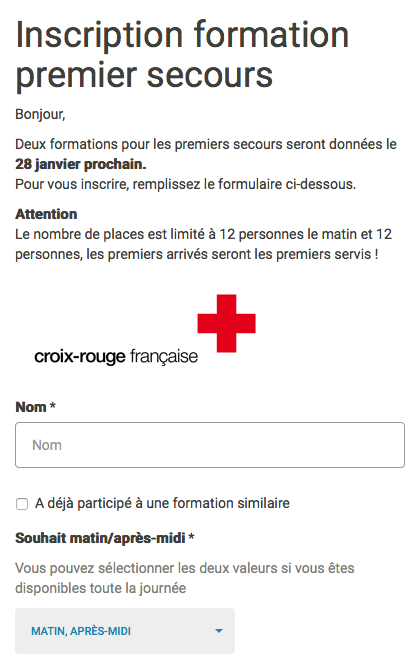 Inscription formation
premier secours
Bonjour,
Deux formations pour les premiers secours seront données le
28 janvier prochain.
Pour vous inscrire, remplissez le formulaire ci-dessous.
Attention
Le nombre de places est limité à 12 personnes le matin et 12
personnes, les premiers arrivés seront les premiers servis !
croix-rouge française
Nom *
Nom
A déjà participé à une formation similaire
Souhait matin/après-midi *
Vous pouvez sélectionner les deux valeurs si vous êtes
disponibles toute la journée
MATIN, APRÈS-MIDI